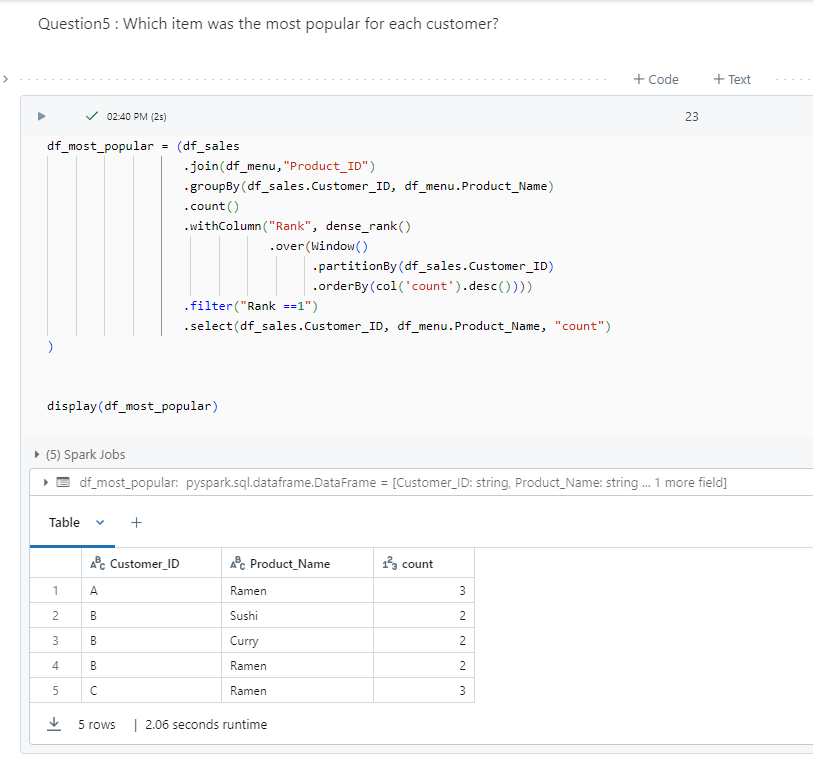 Question5 : Which item was the most popular for each customer?
+ Code + Text
02:40 PM (2s) 23
df_most_popular = (df_sales
.join(df_menu,"Product_ID")
.groupBy(df_sales.Customer_ID, df_menu.Product_Name)
.count()
.withColumn("Rank", dense_rank()
.over(Window()
.partitionBy(df_sales.Customer_ID)
.orderBy(col('count').desc())))
.filter("Rank ==1")
.select(df_sales.Customer_ID, df_menu.Product_Name, "count")
)
display(df_most_popular)
(5) Spark Jobs
df_most_popular: pyspark.sql.dataframe.DataFrame = [Customer_ID: string, Product_Name: string ... 1 more field]
Table +
ABC Customer_ID ABC Product_Name 123 count
1 A Ramen 3
2 B Sushi 2
3 B Curry 2
4 B Ramen 2
5 C Ramen 3
5 rows | 2.06 seconds runtime